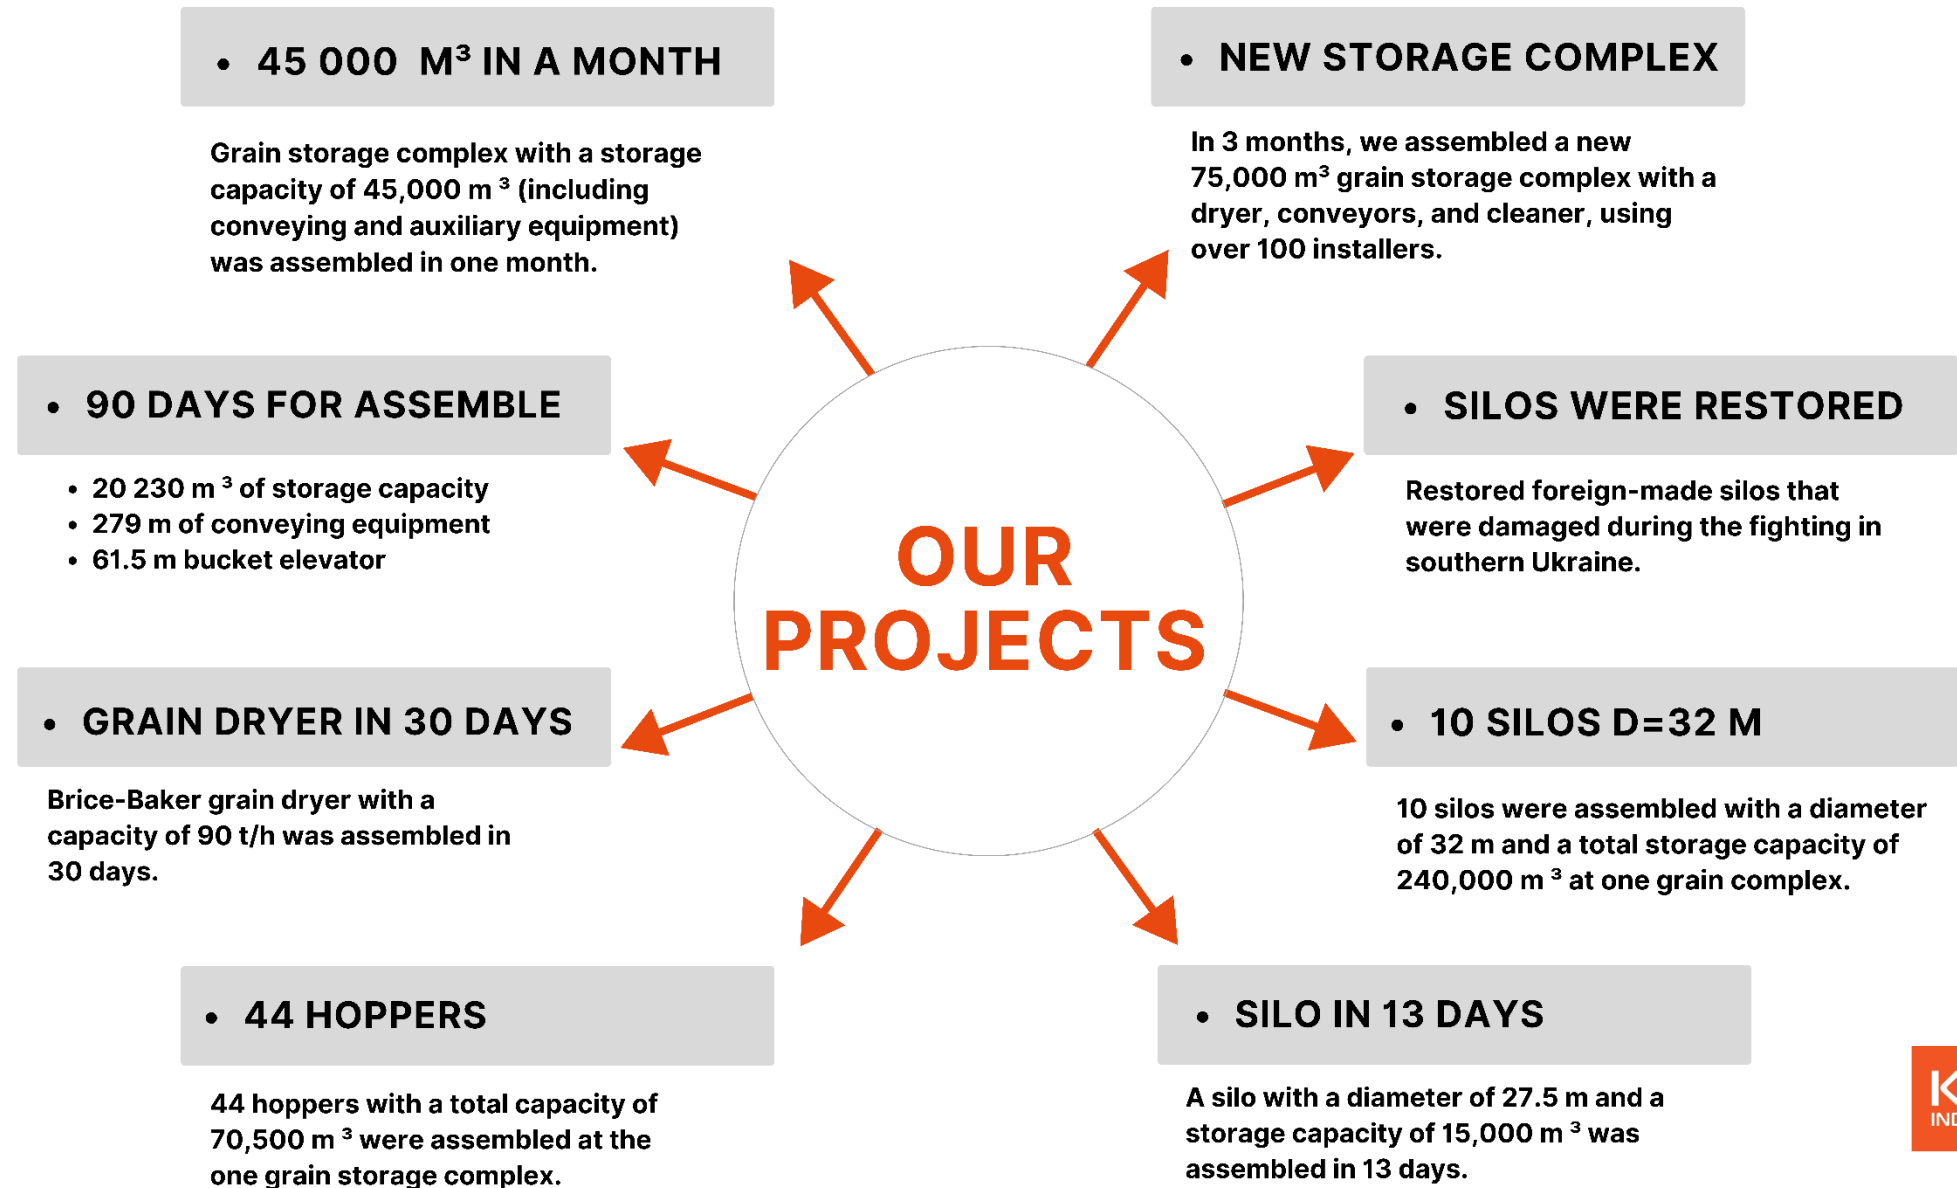 • 45 000 M³ IN A MONTH
Grain storage complex with a storage
capacity of 45,000 m ³ (including
conveying and auxiliary equipment)
was assembled in one month.
• NEW STORAGE COMPLEX
In 3 months, we assembled a new
75,000 m³ grain storage complex with a
dryer, conveyors, and cleaner, using
over 100 installers.
• 90 DAYS FOR ASSEMBLE
• 20 230 m ³ of storage capacity
• 279 m of conveying equipment
• 61.5 m bucket elevator
• SILOS WERE RESTORED
Restored foreign-made silos that
were damaged during the fighting in
southern Ukraine.
OUR
PROJECTS
• GRAIN DRYER IN 30 DAYS
Brice-Baker grain dryer with a
capacity of 90 t/h was assembled in
30 days.
• 10 SILOS D=32 M
10 silos were assembled with a diameter
of 32 m and a total storage capacity of
240,000 m ³ at one grain complex.
• 44 HOPPERS
44 hoppers with a total capacity of
70,500 m ³ were assembled at the
one grain storage complex.
• SILO IN 13 DAYS
A silo with a diameter of 27.5 m and a
storage capacity of 15,000 m ³ was
assembled in 13 days.